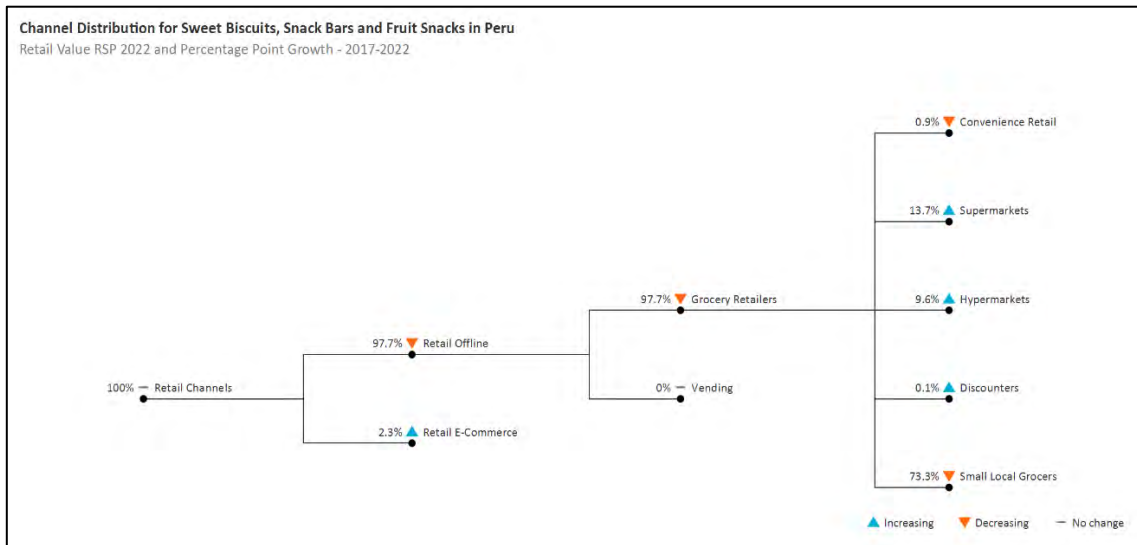 Channel Distribution for Sweet Biscuits, Snack Bars and Fruit Snacks in Peru
Retail Value RSP 2022 and Percentage Point Growth - 2017-2022
0.9% Convenience Retail
13.7% Supermarkets
97.7% Grocery Retailers
9.6% Hypermarkets
97.7% Retail Offline
100% Retail Channels
0% Vending
0.1% Discounters
2.3% Retail E-Commerce
73.3% Small Local Grocers
Increasing Decreasing No change